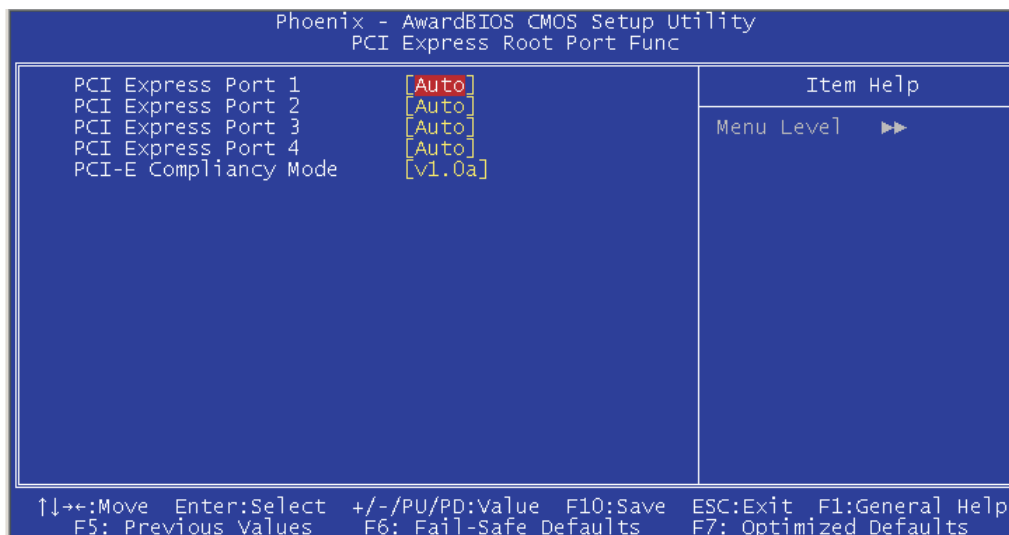 Phoenix - AwardBIOS CMOS Setup Utility
PCI Express Root Port Func
PCI Express Port 1 [Auto]
PCI Express Port 2 [Auto]
PCI Express Port 3 [Auto]
PCI Express Port 4 [Auto]
PCI-E Compliancy Mode [v1.0a]
Item Help
Menu Level ▶▶
↑↓→←:Move Enter:Select +/-/PU/PD:Value F10:Save ESC:Exit F1:General Help
F5: Previous Values F6: Fail-Safe Defaults F7: Optimized Defaults